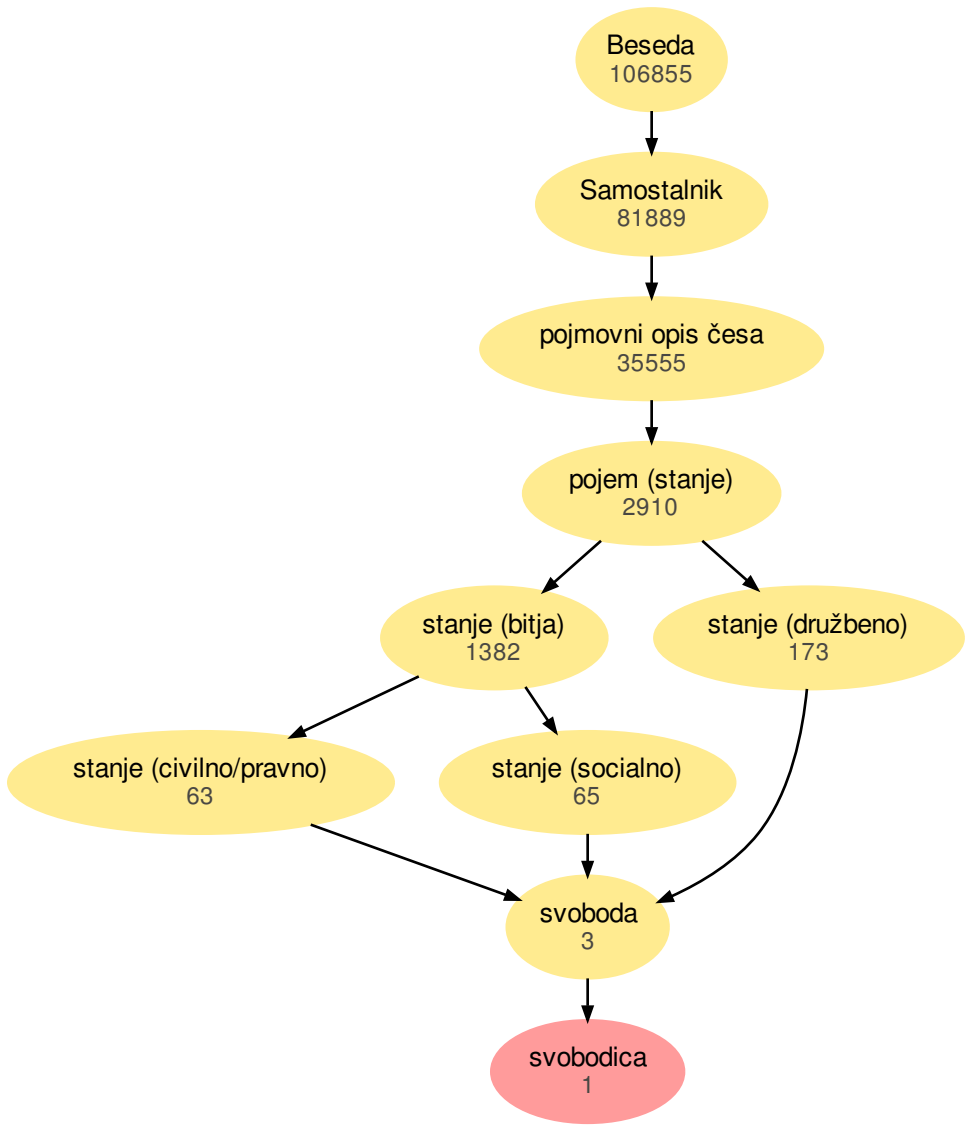 Beseda
106855
Samostalnik
81889
pojmovni opis česa
35555
pojem (stanje)
2910
stanje (bitja)
1382
stanje (družbeno)
173
stanje (civilno/pravno)
63
stanje (socialno)
65
svoboda
3
svobodica
1